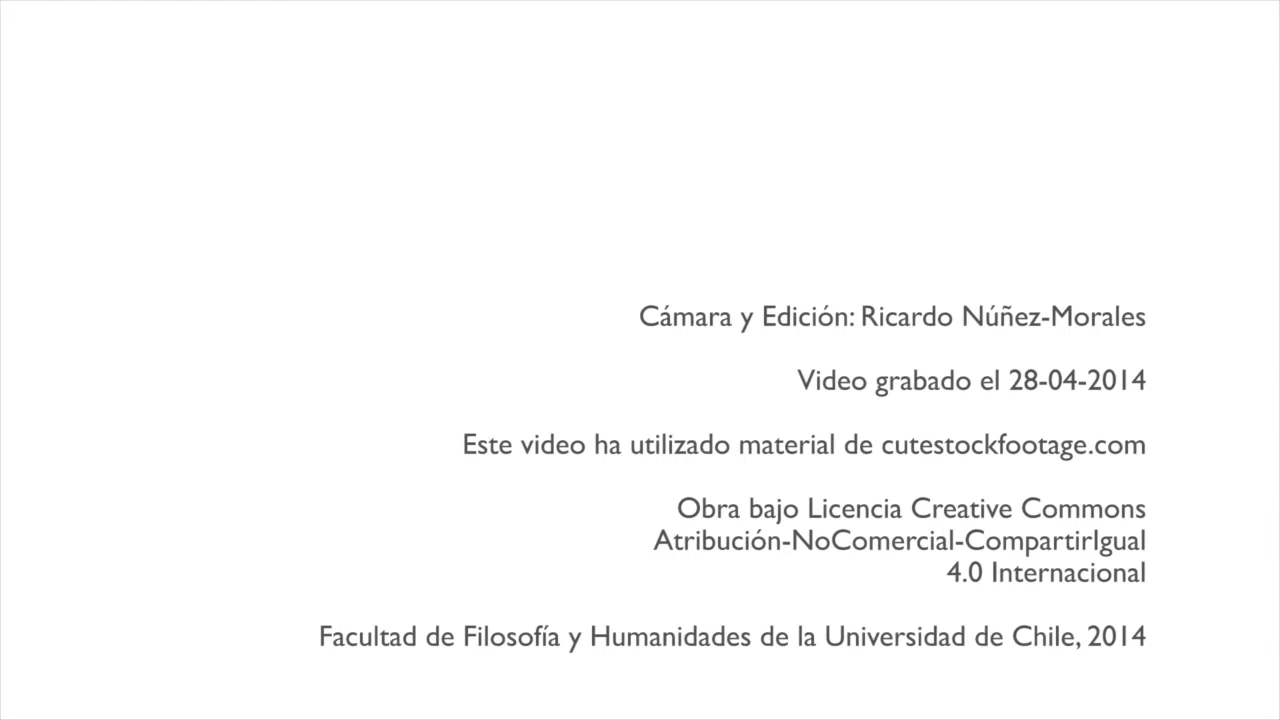 Cámara y Edición: Ricardo Núñez-Morales
Video grabado el 28-04-2014
Este video ha utilizado material de cutestockfootage.com
Obra bajo Licencia Creative Commons
Atribución-NoComercial-CompartirIgual
4.0 Internacional
Facultad de Filosofía y Humanidades de la Universidad de Chile, 2014